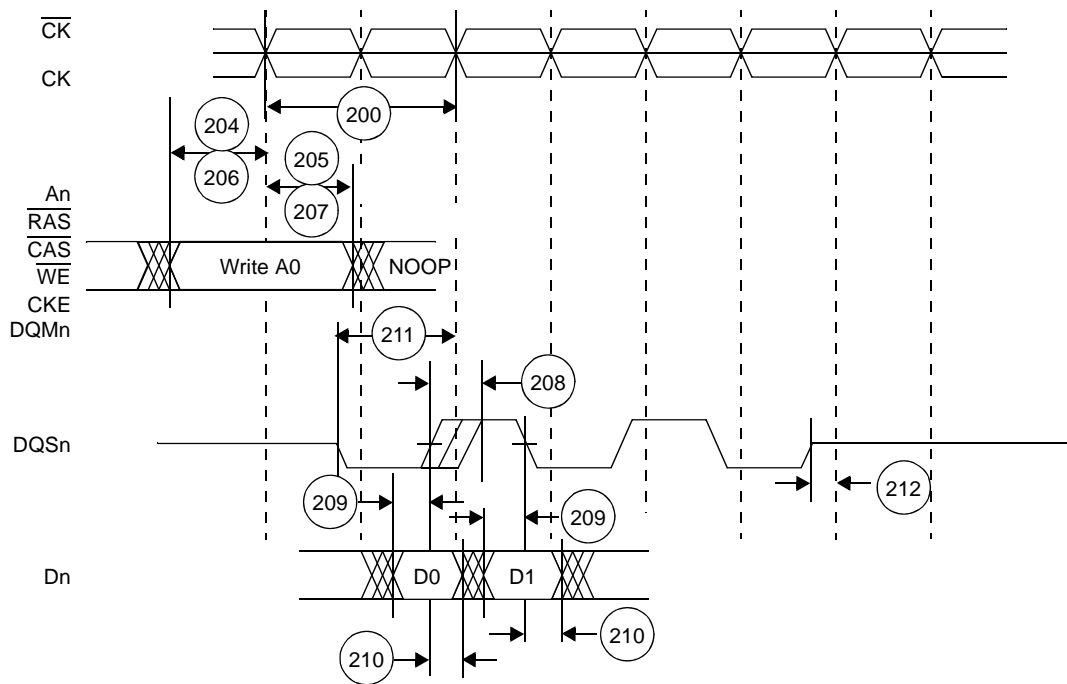 CK
CK
200
204
206
205
207
An
RAS
CAS
WE
CKE
DQMn
Write A0
NOOP
211
208
DQSn
212
209
209
Dn
D0
D1
210
210